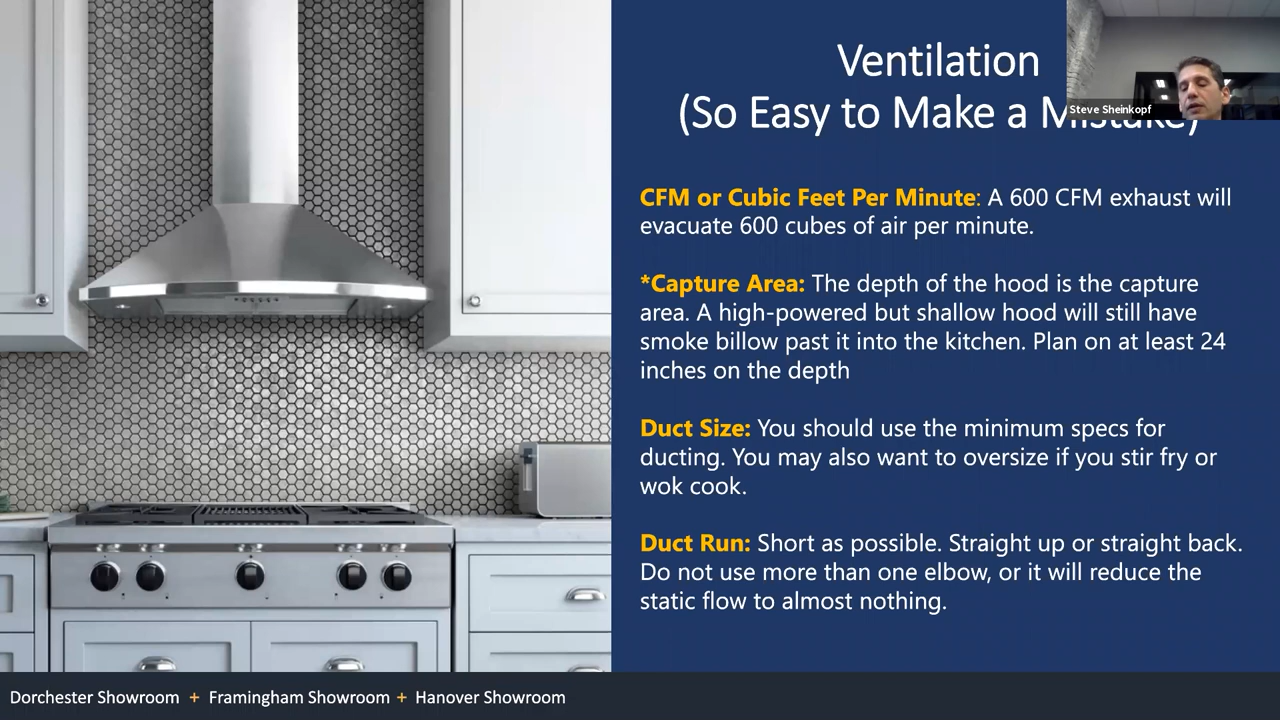 Ventilation
(So Easy to Make a Mistake)
Steve Sheinkopf
CFM or Cubic Feet Per Minute: A 600 CFM exhaust will
evacuate 600 cubes of air per minute.
*Capture Area: The depth of the hood is the capture
area. A high-powered but shallow hood will still have
smoke billow past it into the kitchen. Plan on at least 24
inches on the depth
Duct Size: You should use the minimum specs for
ducting. You may also want to oversize if you stir fry or
wok cook.
Duct Run: Short as possible. Straight up or straight back.
Do not use more than one elbow, or it will reduce the
static flow to almost nothing.
Dorchester Showroom + Framingham Showroom + Hanover Showroom